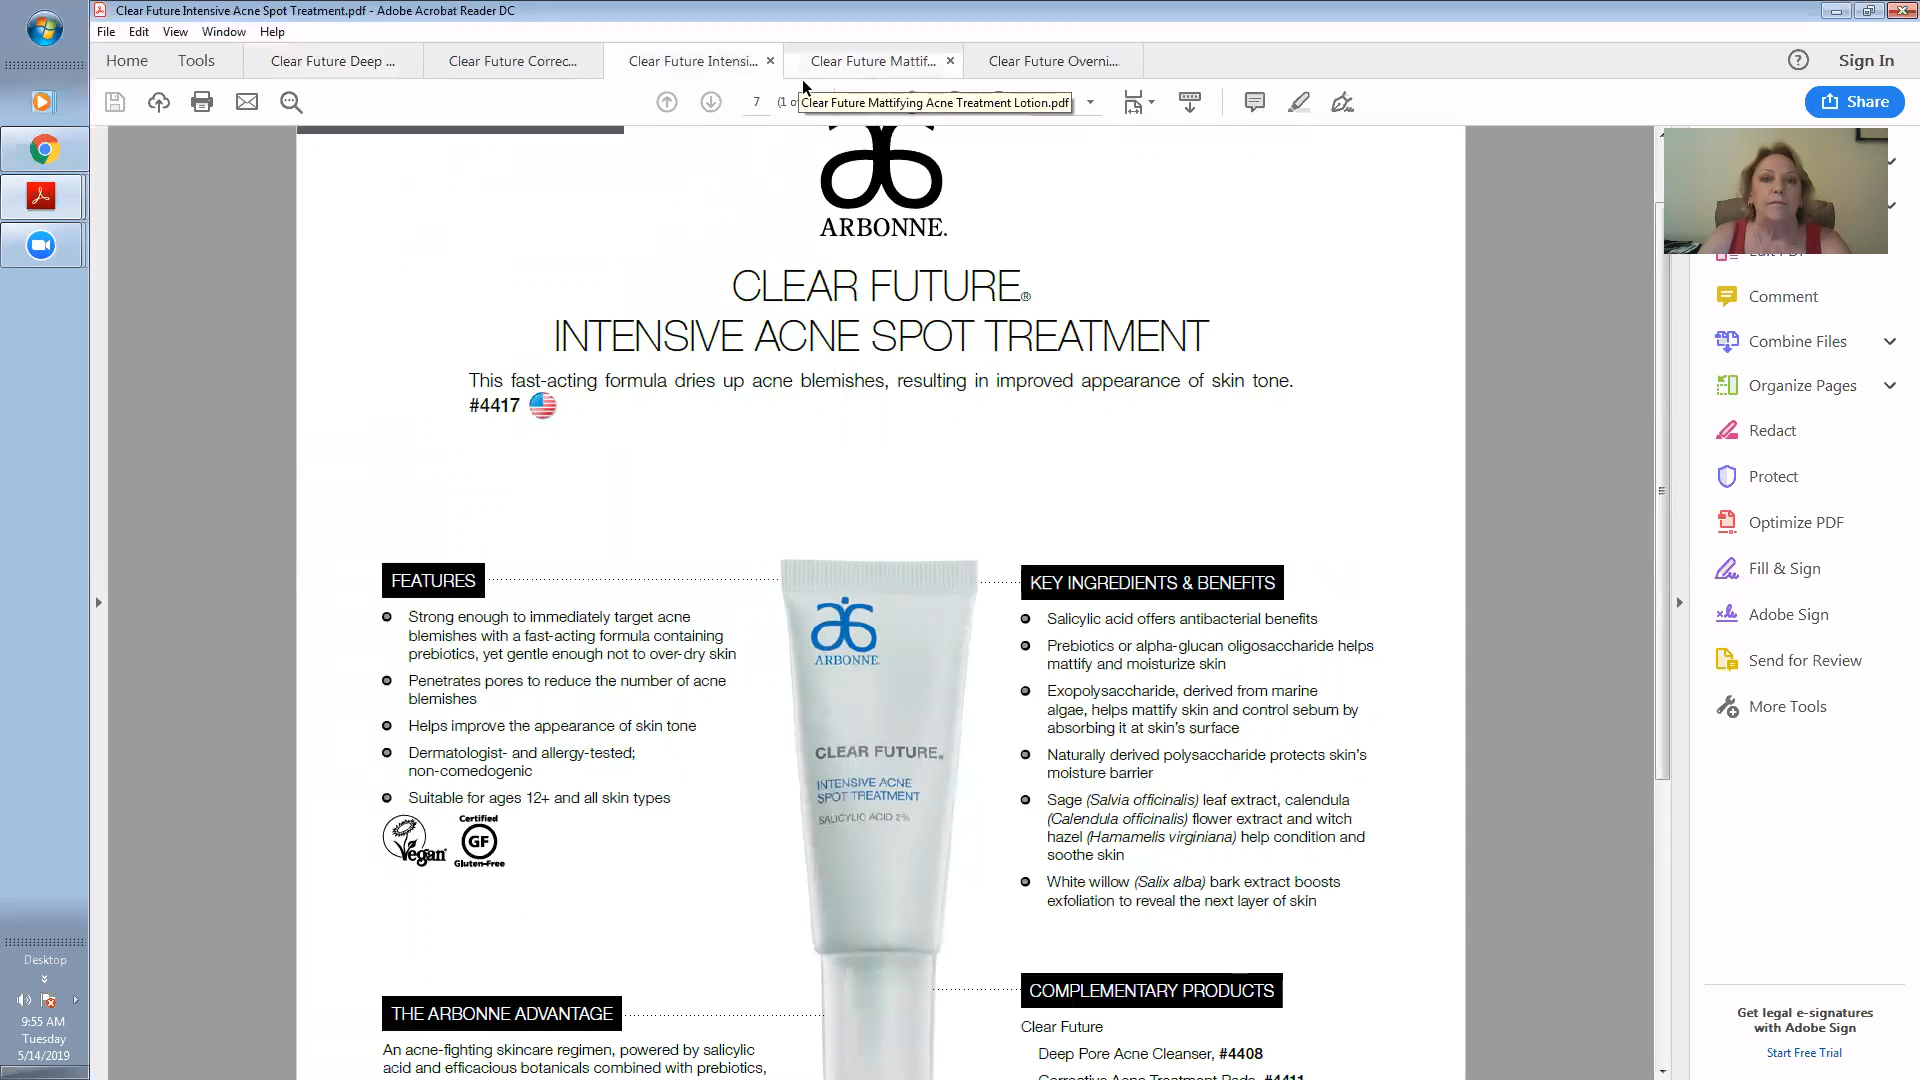 Clear Future Intensive Acne Spot Treatment.pdf - Adobe Acrobat Reader DC
File Edit View Window Help
Home Tools Clear Future Deep ... Clear Future Correc... Clear Future Intensi... Clear Future Mattif... Clear Future Overni... Sign In
7 (1 o
Clear Future Mattifying Acne Treatment Lotion.pdf
Share
ARBONNE.
CLEAR FUTURE®
INTENSIVE ACNE SPOT TREATMENT
This fast-acting formula dries up acne blemishes, resulting in improved appearance of skin tone.
#4417
FEATURES
Strong enough to immediately target acne
blemishes with a fast-acting formula containing
prebiotics, yet gentle enough not to over-dry skin
Penetrates pores to reduce the number of acne
blemishes
Helps improve the appearance of skin tone
Dermatologist- and allergy-tested;
non-comedogenic
Suitable for ages 12+ and all skin types
Vegan
Certified
GF
Gluten-Free
THE ARBONNE ADVANTAGE
An acne-fighting skincare regimen, powered by salicylic
acid and efficacious botanicals combined with prebiotics,
ARBONNE.
CLEAR FUTURE®
INTENSIVE ACNE
SPOT TREATMENT
SALICYLIC ACID 2%
KEY INGREDIENTS & BENEFITS
Salicylic acid offers antibacterial benefits
Prebiotics or alpha-glucan oligosaccharide helps
mattify and moisturize skin
Exopolysaccharide, derived from marine
algae, helps mattify skin and control sebum by
absorbing it at skin's surface
Naturally derived polysaccharide protects skin's
moisture barrier
Sage (Salvia officinalis) leaf extract, calendula
(Calendula officinalis) flower extract and witch
hazel (Hamamelis virginiana) help condition and
soothe skin
White willow (Salix alba) bark extract boosts
exfoliation to reveal the next layer of skin
COMPLEMENTARY PRODUCTS
Clear Future
Deep Pore Acne Cleanser, #4408
Corrective Acne Treatment Pads, #4411
Edit PDF
Comment
Combine Files
Organize Pages
Redact
Protect
Optimize PDF
Fill & Sign
Adobe Sign
Send for Review
More Tools
Get legal e-signatures
with Adobe Sign
Start Free Trial
Desktop
9:55 AM
Tuesday
5/14/2019